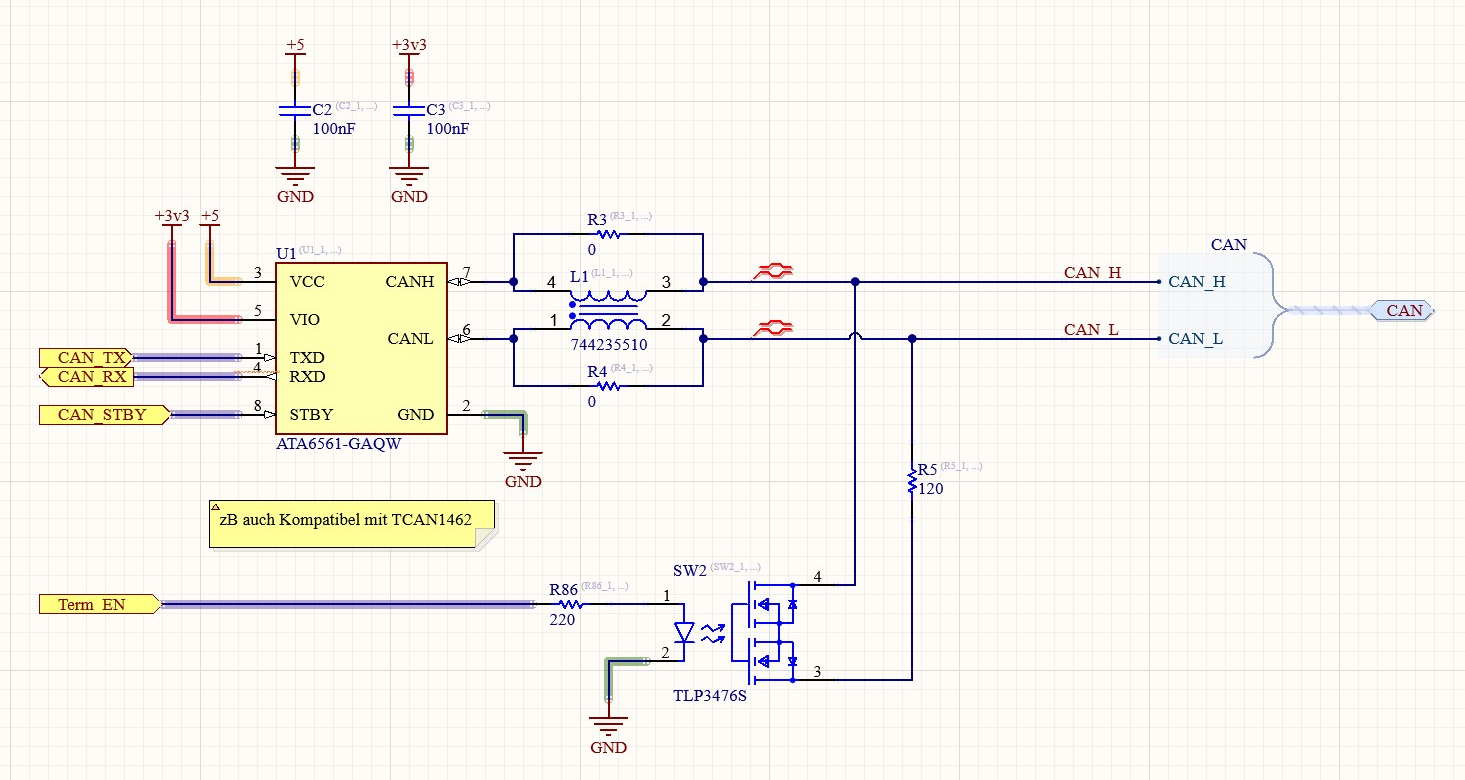 +5
+3v3
C2 (C2_1, ...)
100nF
C3 (C3_1, ...)
100nF
GND
GND
+3v3
+5
U1 (U1_1, ...)
3
VCC
5
VIO
1
TXD
4
RXD
8
STBY
CANH
7
CANL
6
GND
2
ATA6561-GAQW
CAN_TX
CAN_RX
CAN_STBY
GND
R3 (R3_1, ...)
0
L1 (L1_1, ...)
4
3
1
2
744235510
R4 (R4_1, ...)
0
CAN_H
CAN_L
CAN
CAN_H
CAN_L
CAN
R5 (R5_1, ...)
120
zB auch Kompatibel mit TCAN1462
Term_EN
R86 (R86_1, ...)
220
SW2 (SW2_1, ...)
1
2
4
3
TLP3476S
GND